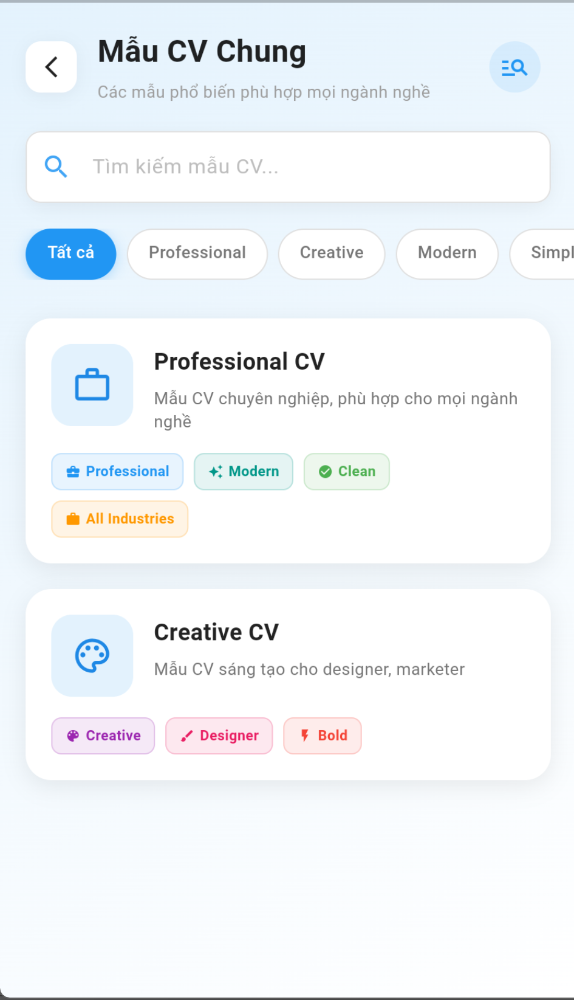 Mẫu CV Chung
Các mẫu phổ biến phù hợp mọi ngành nghề
Tìm kiếm mẫu CV...
Tất cả
Professional
Creative
Modern
Simpl
Professional CV
Mẫu CV chuyên nghiệp, phù hợp cho mọi ngành
nghề
Professional
Modern
Clean
All Industries
Creative CV
Mẫu CV sáng tạo cho designer, marketer
Creative
Designer
Bold